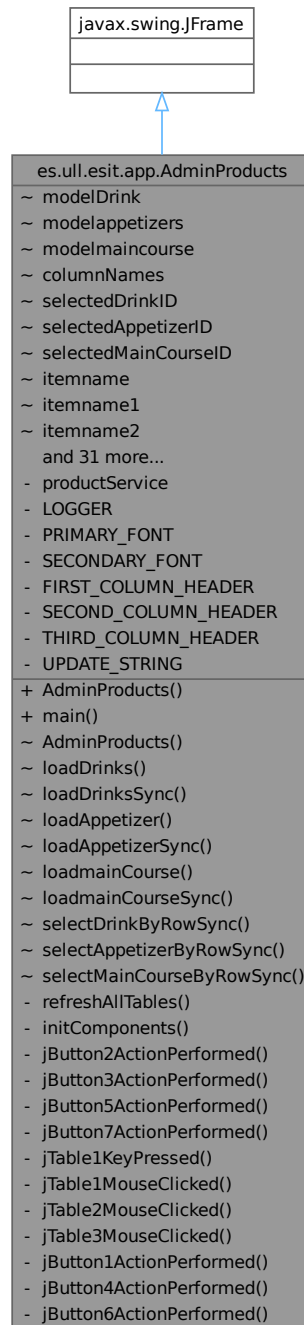 javax.swing.JFrame
es.ull.esit.app.AdminProducts
~ modelDrink
~ modelappetizers
~ modelmaincourse
~ columnNames
~ selectedDrinkID
~ selectedAppetizerID
~ selectedMainCourseID
~ itemname
~ itemname1
~ itemname2
and 31 more...
- productService
- LOGGER
- PRIMARY_FONT
- SECONDARY_FONT
- FIRST_COLUMN_HEADER
- SECOND_COLUMN_HEADER
- THIRD_COLUMN_HEADER
- UPDATE_STRING
+ AdminProducts()
+ main()
~ AdminProducts()
~ loadDrinks()
~ loadDrinksSync()
~ loadAppetizer()
~ loadAppetizerSync()
~ loadmainCourse()
~ loadmainCourseSync()
~ selectDrinkByRowSync()
~ selectAppetizerByRowSync()
~ selectMainCourseByRowSync()
- refreshAllTables()
- initComponents()
- jButton2ActionPerformed()
- jButton3ActionPerformed()
- jButton5ActionPerformed()
- jButton7ActionPerformed()
- jTable1KeyPressed()
- jTable1MouseClicked()
- jTable2MouseClicked()
- jTable3MouseClicked()
- jButton1ActionPerformed()
- jButton4ActionPerformed()
- jButton6ActionPerformed()